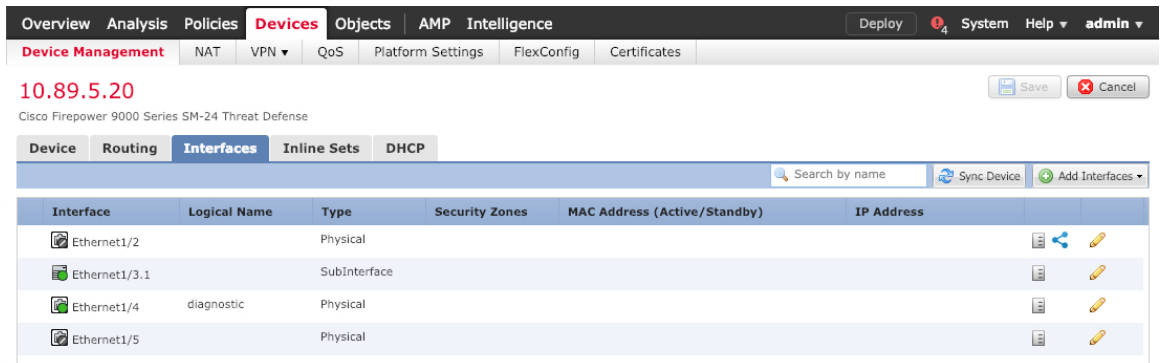 Overview Analysis Policies Devices Objects AMP Intelligence Deploy 4 System Help admin
Device Management NAT VPN QoS Platform Settings FlexConfig Certificates
10.89.5.20
Save Cancel
Cisco Firepower 9000 Series SM-24 Threat Defense
Device Routing Interfaces Inline Sets DHCP
Search by name Sync Device Add Interfaces
Interface Logical Name Type Security Zones MAC Address (Active/Standby) IP Address
Ethernet1/2 Physical
Ethernet1/3.1 SubInterface
Ethernet1/4 diagnostic Physical
Ethernet1/5 Physical